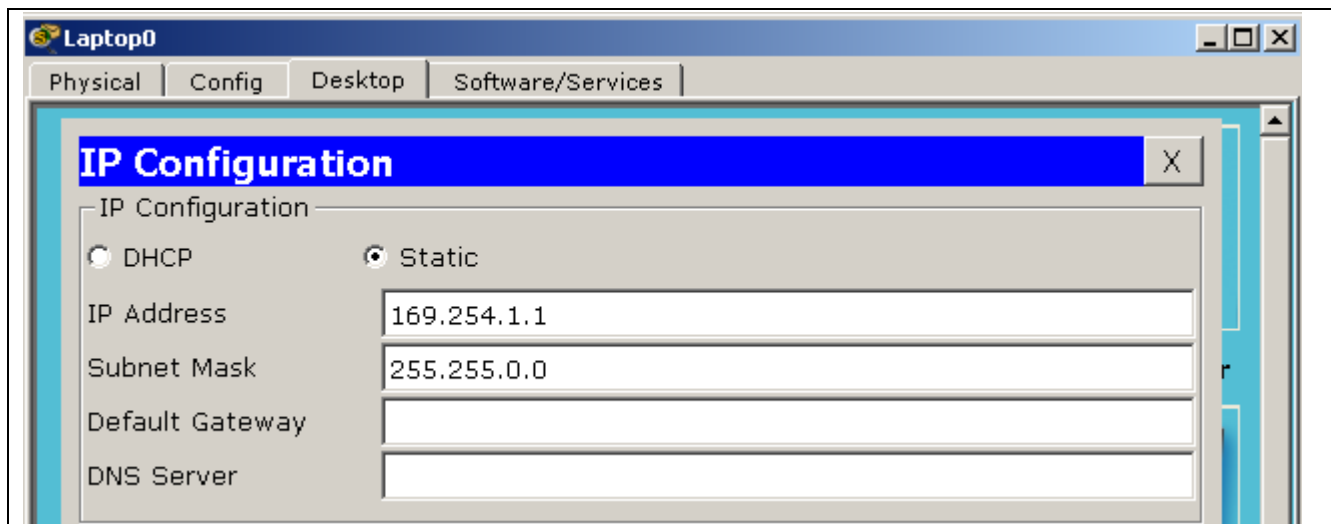 Laptop0
Physical Config Desktop Software/Services
IP Configuration X
IP Configuration
DHCP Static
IP Address 169.254.1.1
Subnet Mask 255.255.0.0
r
Default Gateway
DNS Server